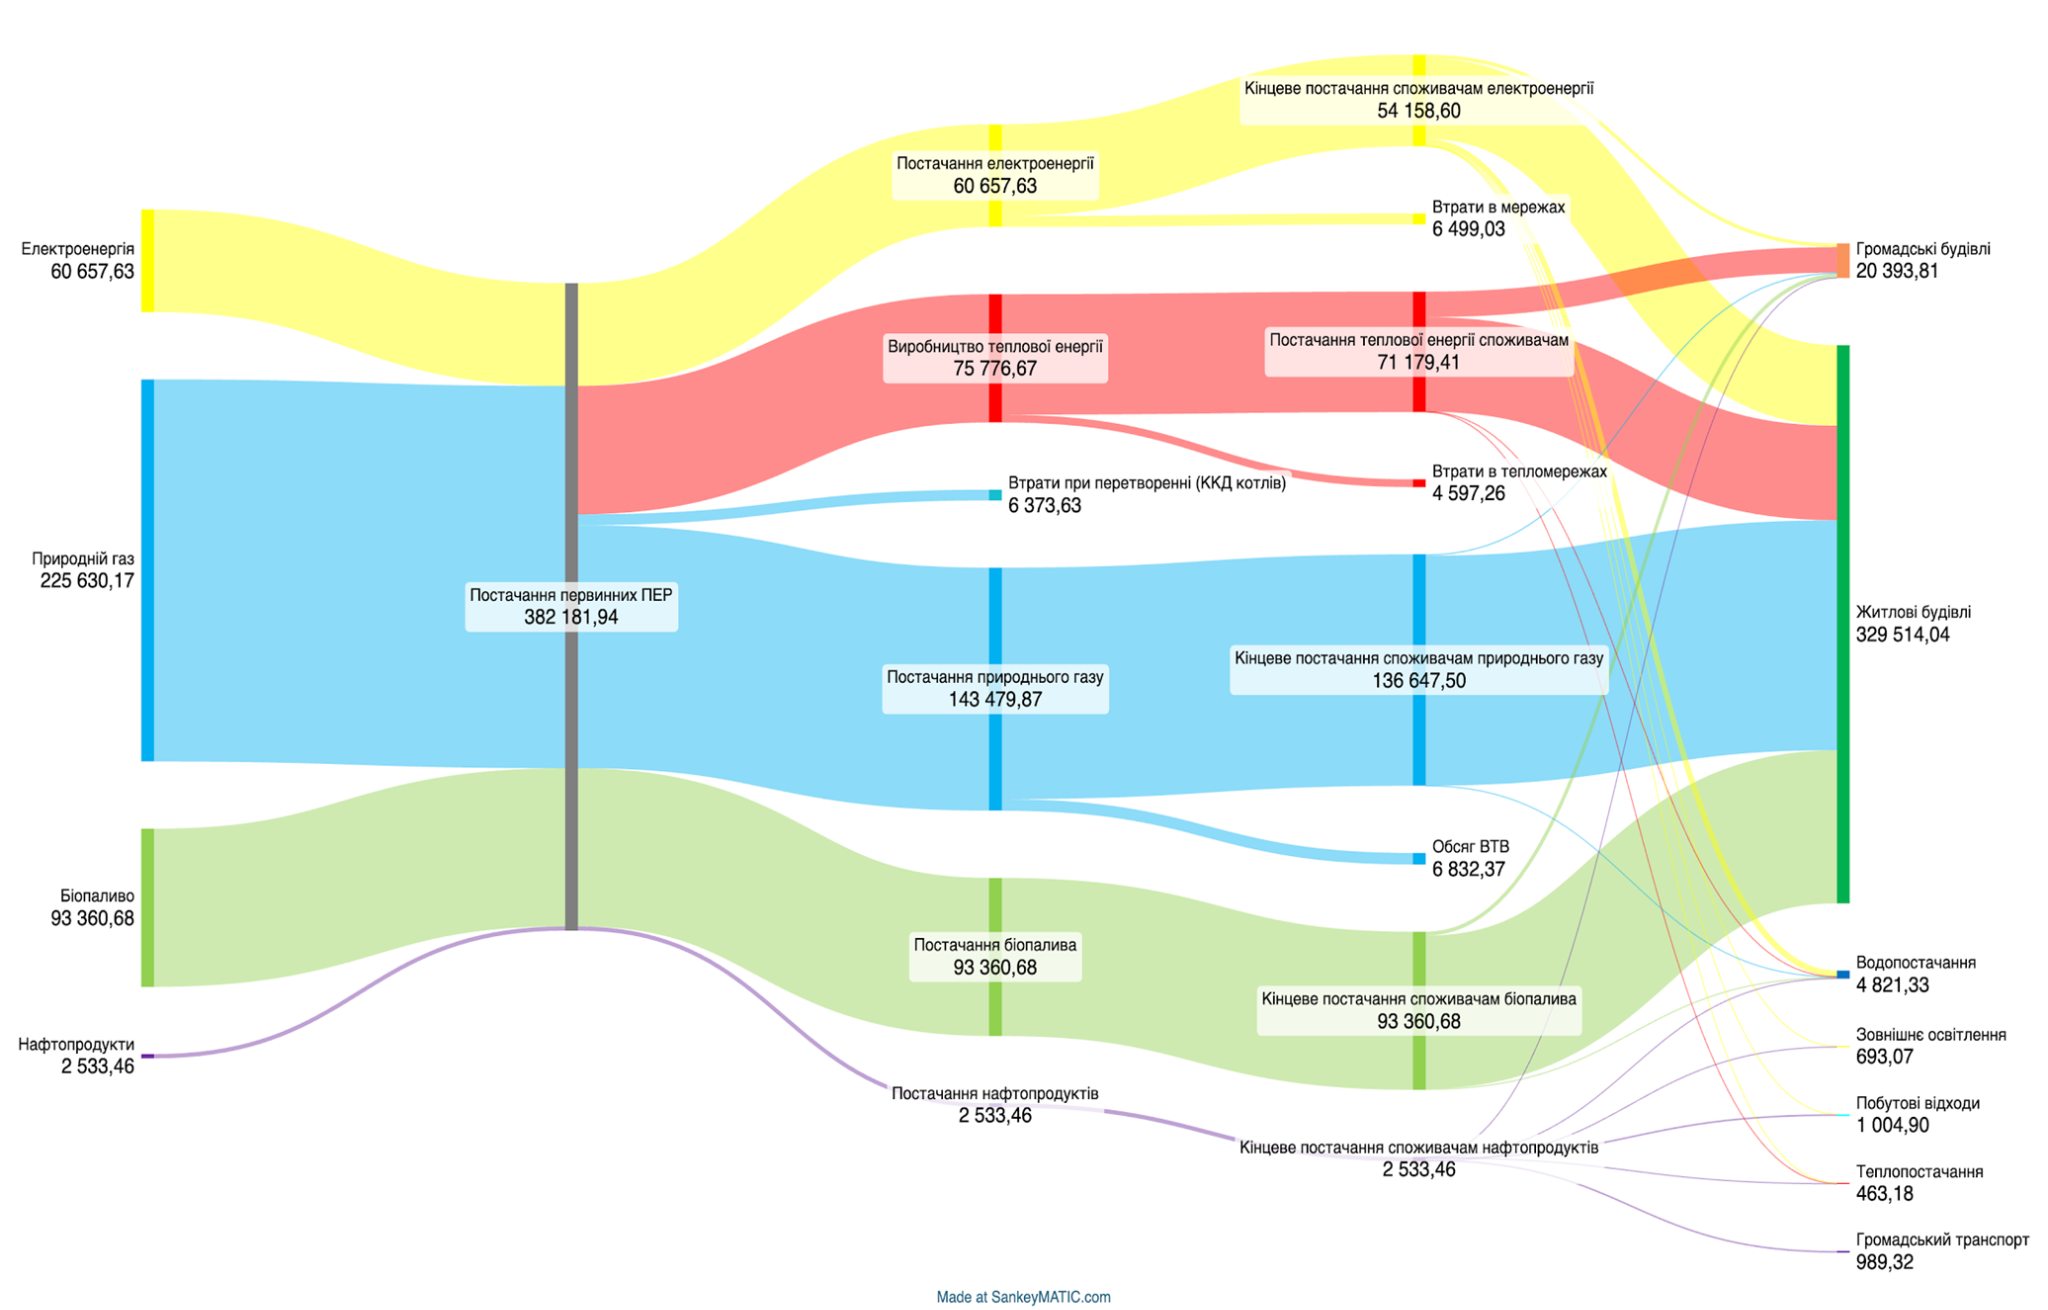 Електроенергія
60 657,63
Природній газ
225 630,17
Біопаливо
93 360,68
Нафтопродукти
2 533,46
Постачання первинних ПЕР
382 181,94
Постачання електроенергії
60 657,63
Виробництво теплової енергії
75 776,67
Втрати при перетворенні (ККД котлів)
6 373,63
Постачання природнього газу
143 479,87
Постачання біопалива
93 360,68
Постачання нафтопродуктів
2 533,46
Кінцеве постачання споживачам електроенергії
54 158,60
Втрати в мережах
6 499,03
Постачання теплової енергії споживачам
71 179,41
Втрати в тепломережах
4 597,26
Кінцеве постачання споживачам природнього газу
136 647,50
Обсяг ВТВ
6 832,37
Кінцеве постачання споживачам біопалива
93 360,68
Кінцеве постачання споживачам нафтопродуктів
2 533,46
Громадські будівлі
20 393,81
Житлові будівлі
329 514,04
Водопостачання
4 821,33
Зовнішнє освітлення
693,07
Побутові відходи
1 004,90
Теплопостачання
463,18
Громадський транспорт
989,32
Made at SankeyMATIC.com